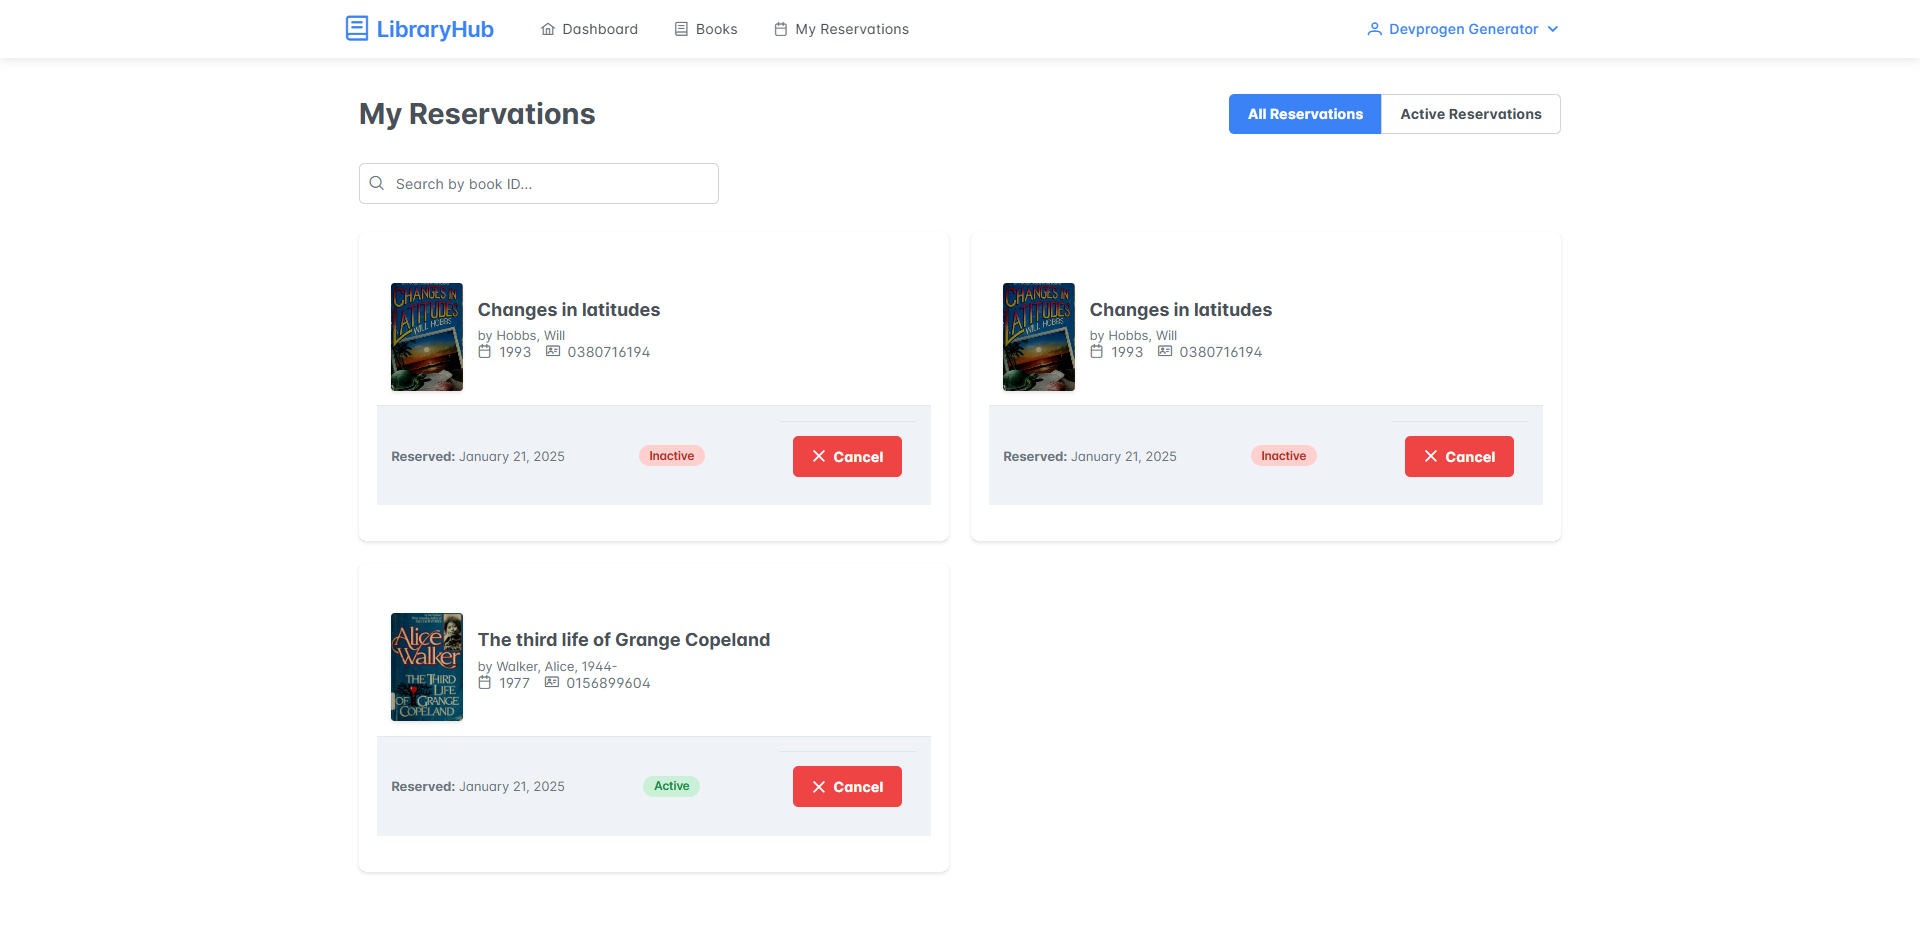 LibraryHub
Dashboard
Books
My Reservations
Devprogen Generator
My Reservations
All Reservations
Active Reservations
Search by book ID...
CHANGES IN
LATITUDES
WILL HOBBS
Changes in latitudes
by Hobbs, Will
1993 0380716194
Reserved: January 21, 2025
Inactive
Cancel
CHANGES IN
LATITUDES
WILL HOBBS
Changes in latitudes
by Hobbs, Will
1993 0380716194
Reserved: January 21, 2025
Inactive
Cancel
Alice
Walker
THE THIRD
LIFE
OF GRANGE
COPELAND
The third life of Grange Copeland
by Walker, Alice, 1944-
1977 0156899604
Reserved: January 21, 2025
Active
Cancel